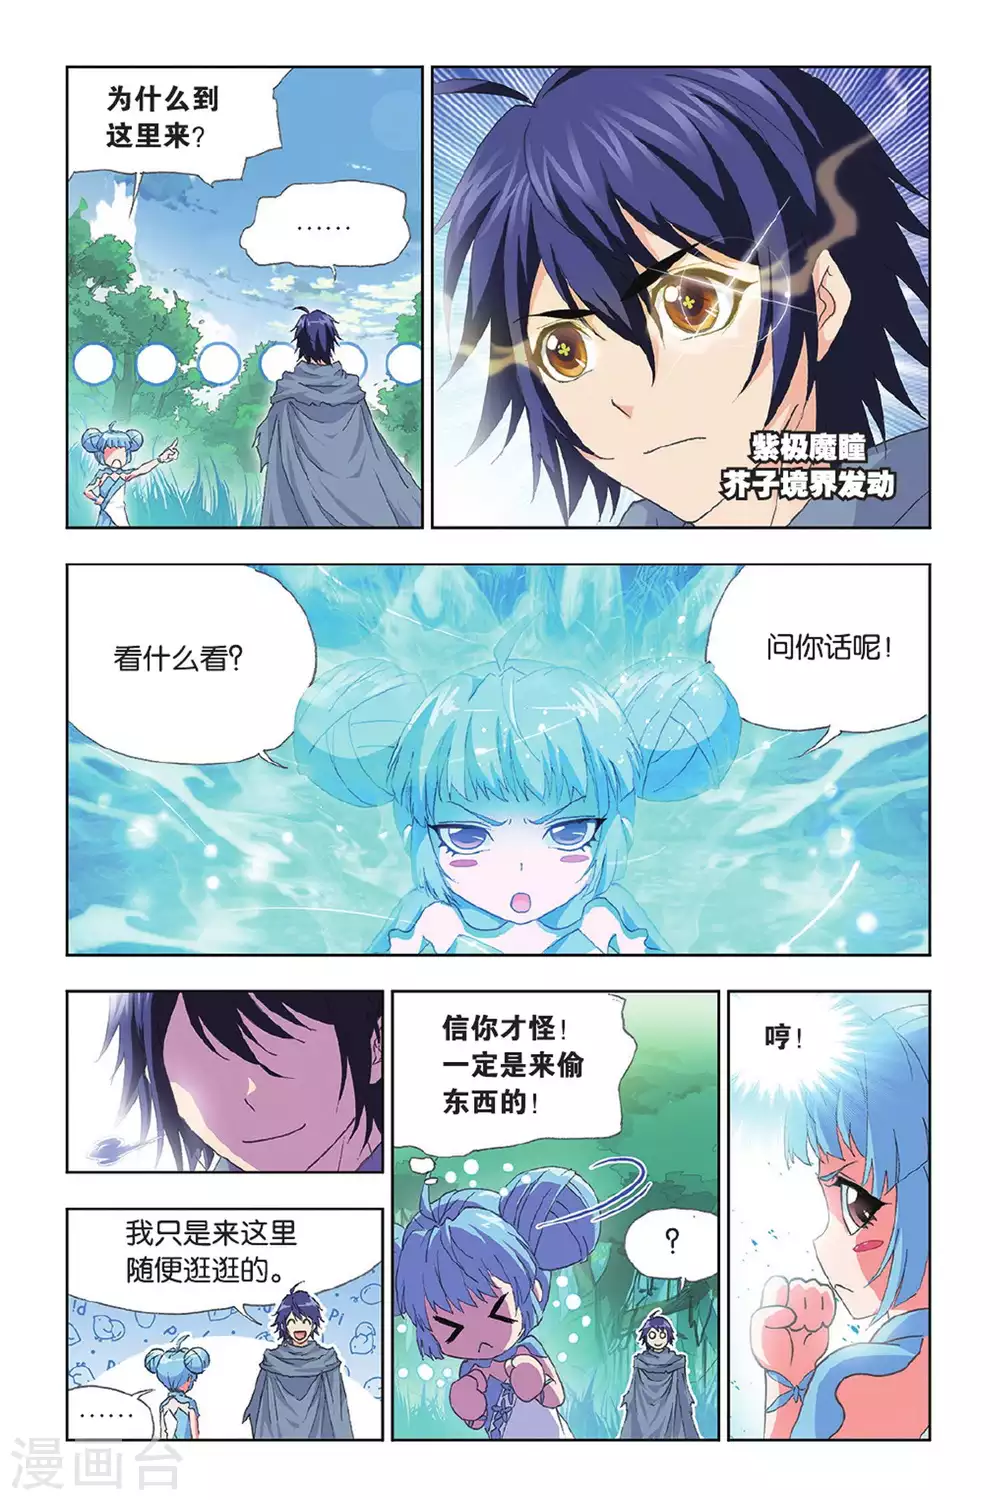 为什么到
这里来？
……
紫极魔瞳
芥子境界发动
看什么看？
问你话呢！
信你才怪！
一定是来偷
东西的！
？
哼！
我只是来这里
随便逛逛的。
……
漫画台